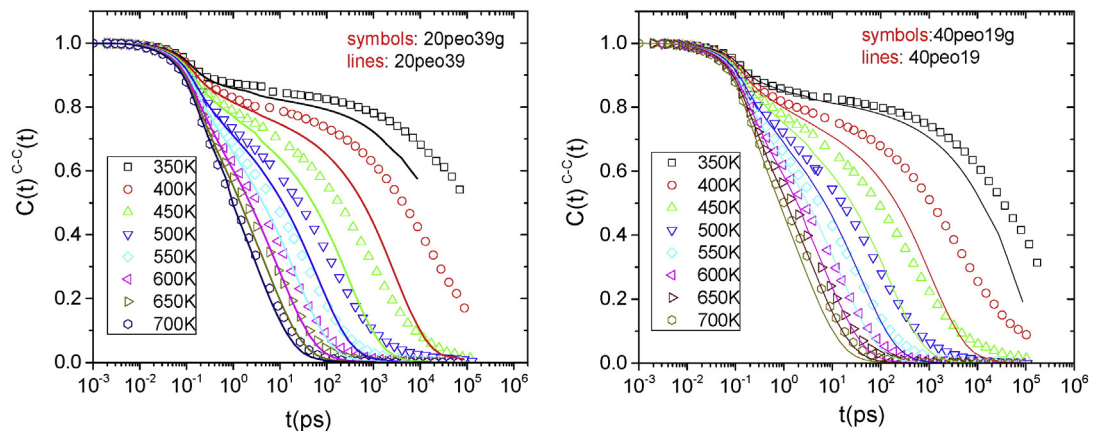 symbols: 20peo39g
lines: 20peo39
C(t) C-C(t)
1.0
0.8
0.6
0.4
0.2
0.0
350K
400K
450K
500K
550K
600K
650K
700K
10-3 10-2 10-1 100 101 102 103 104 105 106
t(ps)
symbols:40peo19g
lines: 40peo19
C(t) C-C(t)
1.0
0.8
0.6
0.4
0.2
0.0
350K
400K
450K
500K
550K
600K
650K
700K
10-3 10-2 10-1 100 101 102 103 104 105 106
t(ps)